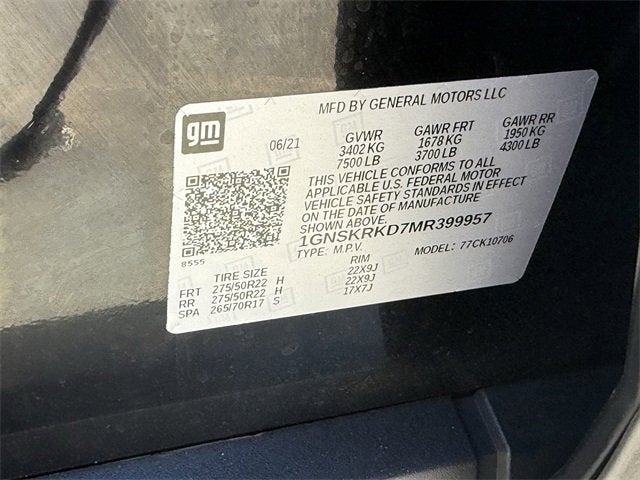 MFD BY GENERAL MOTORS LLC
gm
06/21 GVWR GAWR FRT GAWR RR
3402 KG 1678 KG 1950 KG
7500 LB 3700 LB 4300 LB
THIS VEHICLE CONFORMS TO ALL
APPLICABLE U.S. FEDERAL MOTOR
VEHICLE SAFETY STANDARDS IN EFFECT
ON THE DATE OF MANUFACTURE
SHOWN ABOVE.
1GNSKRKD7MR399957
TYPE: M.P.V. MODEL: 77CK10706
8555
TIRE SIZE RIM
FRT 275/50R22 H 22X9J
RR 275/50R22 H 22X9J
SPA 265/70R17 S 17X7J